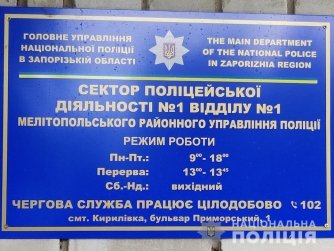 ГОЛОВНЕ УПРАВЛІННЯ
НАЦІОНАЛЬНОЇ ПОЛІЦІЇ
В ЗАПОРІЗЬКІЙ ОБЛАСТІ
THE MAIN DEPARTMENT
OF THE NATIONAL POLICE
IN ZAPORIZHIA REGION
СЕКТОР ПОЛІЦЕЙСЬКОЇ
ДІЯЛЬНОСТІ №1 ВІДДІЛУ №1
МЕЛІТОПОЛЬСЬКОГО РАЙОННОГО УПРАВЛІННЯ ПОЛІЦІЇ
РЕЖИМ РОБОТИ
Пн-Пт.: 9⁰⁰- 18⁰⁰
Перерва: 13⁰⁰- 13⁴⁵
Сб.-Нд.: вихідний
ЧЕРГОВА СЛУЖБА ПРАЦЮЄ ЦІЛОДОБОВО 102
смт. Кирилівка, бульвар Приморський, 1
НАЦІОНАЛЬНА
ПОЛІЦІЯ